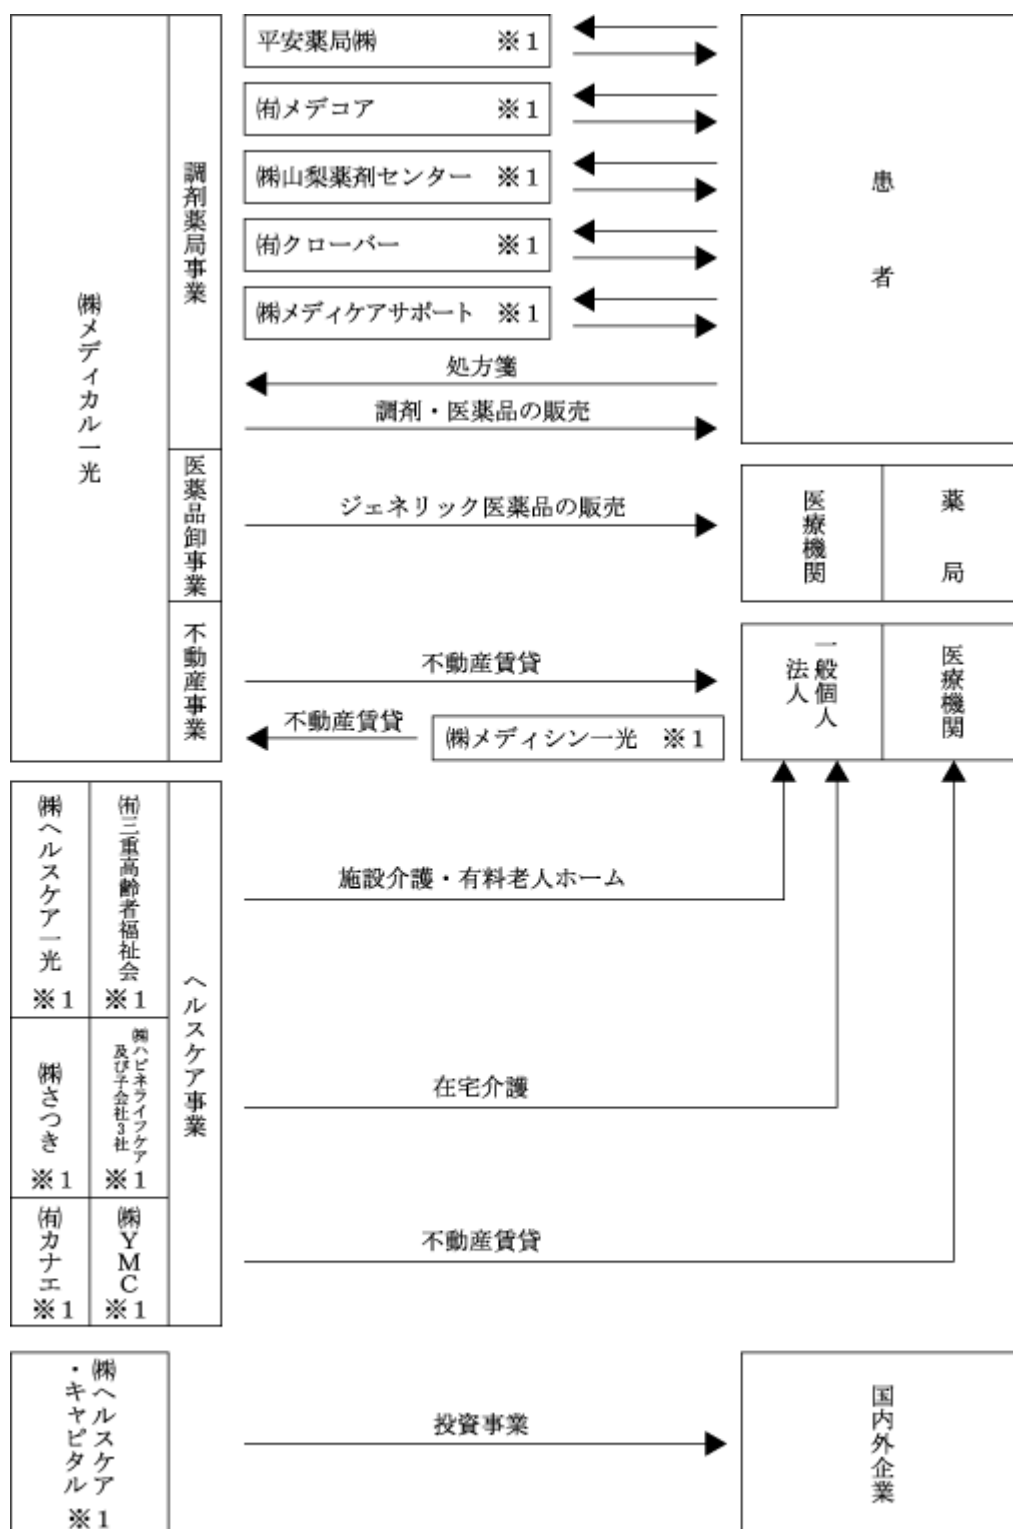 ㈱メディカル一光
調剤薬局事業
平安薬局㈱ ※1
㈲メデコア ※1
㈱山梨薬剤センター ※1
㈲クローバー ※1
㈱メディケアサポート ※1
処方箋
調剤・医薬品の販売
患者
医薬品卸事業
ジェネリック医薬品の販売
医療機関
薬局
不動産事業
不動産賃貸
不動産賃貸
㈱メディシン一光 ※1
一般個人
法人
医療機関
㈱ヘルスケア一光
※1
㈲三重高齢者福祉会
※1
㈱さつき
※1
㈱ハピネライフケア
及び子会社3社
※1
㈲カナエ
※1
㈱YMC
※1
ヘルスケア事業
施設介護・有料老人ホーム
在宅介護
不動産賃貸
㈱ヘルスケア
・キャピタル
※1
投資事業
国内外企業